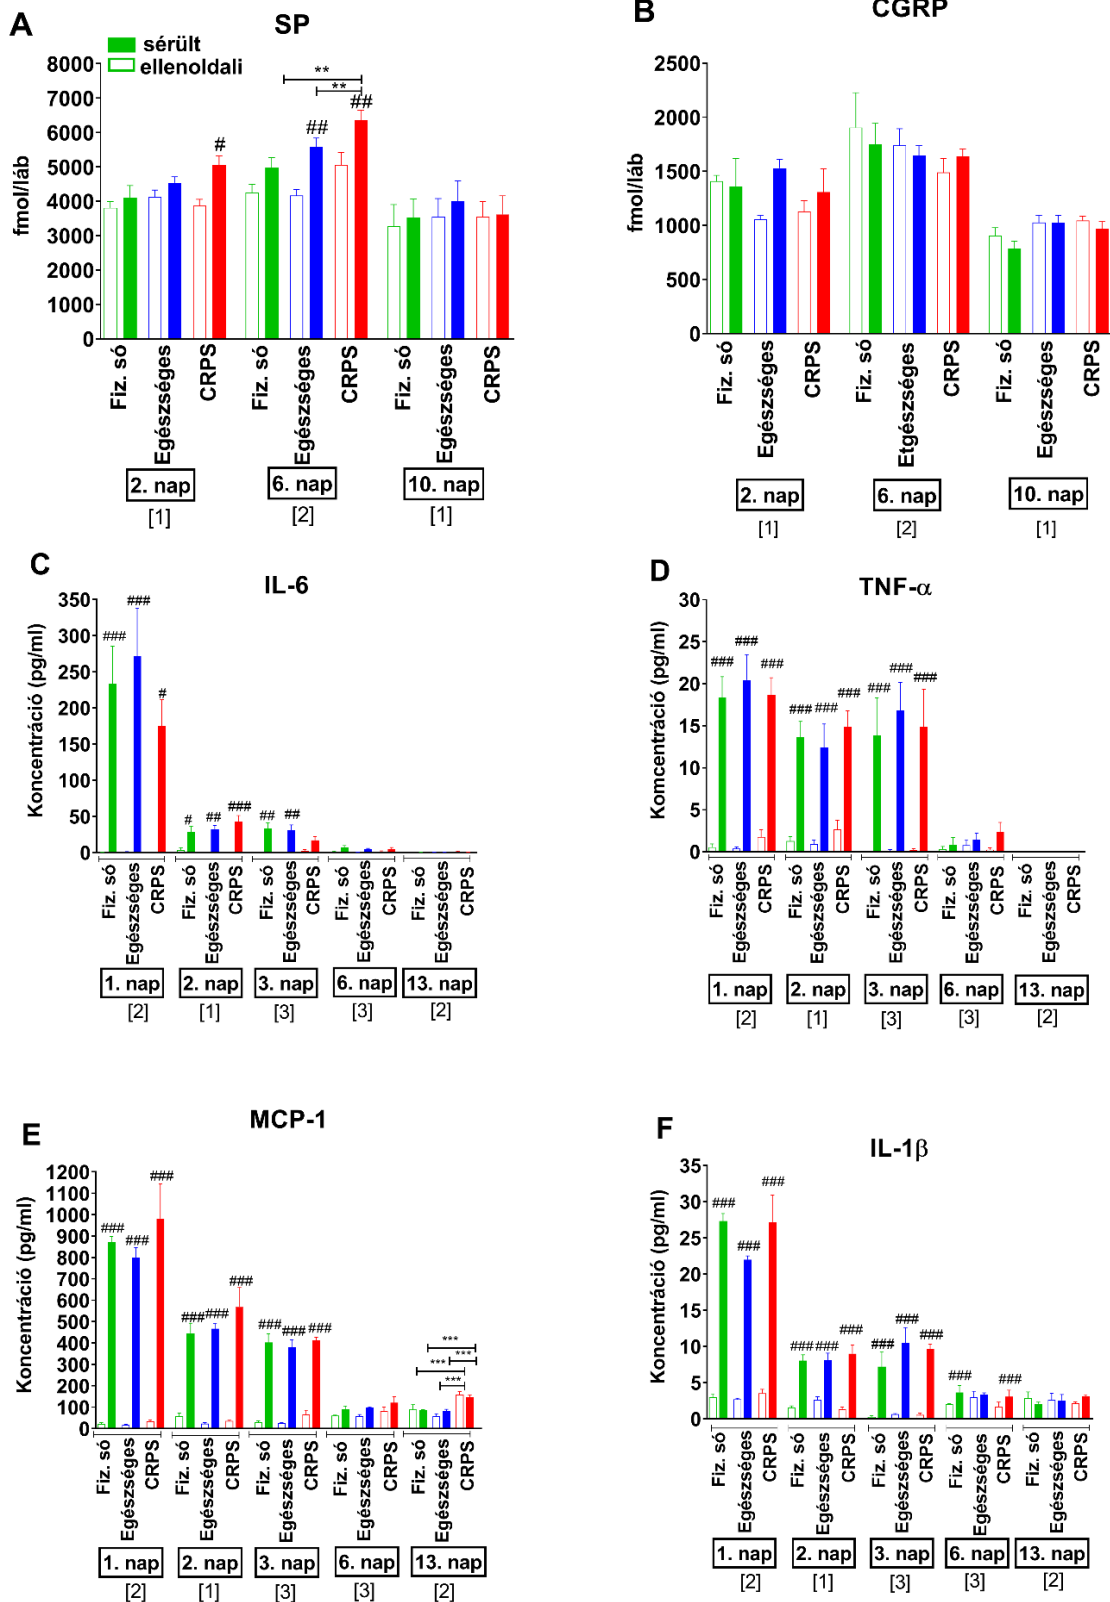 A
SP
sérült
ellenoldali
fmol/láb
8000
7000
6000
5000
4000
3000
2000
1000
0
#
##
##
**
**
Fiz. só
Egészséges
CRPS
Fiz. só
Egészséges
CRPS
Fiz. só
Egészséges
CRPS
2. nap
6. nap
10. nap
[1]
[2]
[1]
B
CGRP
fmol/láb
2500
2000
1500
1000
500
0
Fiz. só
Egészséges
CRPS
Fiz. só
Etgészséges
CRPS
Fiz. só
Egészséges
CRPS
2. nap
6. nap
10. nap
[1]
[2]
[1]
C
IL-6
Koncentráció (pg/ml)
350
300
250
200
150
100
50
0
###
###
#
#
##
###
##
##
Fiz. só
Egészséges
CRPS
Fiz. só
Egészséges
CRPS
Fiz. só
Egészséges
CRPS
Fiz. só
Egészséges
CRPS
Fiz. só
Egészséges
CRPS
1. nap
2. nap
3. nap
6. nap
13. nap
[2]
[1]
[3]
[3]
[2]
D
TNF-α
Komcentráció (pg/ml)
30
25
20
15
10
5
0
###
###
###
###
###
###
###
###
###
Fiz. só
Egészséges
CRPS
Fiz. só
Egészséges
CRPS
Fiz. só
Egészséges
CRPS
Fiz. só
Egészséges
CRPS
Fiz. só
Egészséges
CRPS
1. nap
2. nap
3. nap
6. nap
13. nap
[2]
[1]
[3]
[3]
[2]
E
MCP-1
Koncentráció (pg/ml)
1200
1100
1000
900
800
700
600
500
400
300
200
100
0
###
###
###
###
###
###
###
###
###
***
***
***
***
Fiz. só
Egészséges
CRPS
Fiz. só
Egészséges
CRPS
Fiz. só
Egészséges
CRPS
Fiz. só
Egészséges
CRPS
Fiz. só
Egészséges
CRPS
1. nap
2. nap
3. nap
6. nap
13. nap
[2]
[1]
[3]
[3]
[2]
F
IL-1β
Koncentráció (pg/ml)
35
30
25
20
15
10
5
0
###
###
###
###
###
###
###
###
###
###
###
Fiz. só
Egészséges
CRPS
Fiz. só
Egészséges
CRPS
Fiz. só
Egészséges
CRPS
Fiz. só
Egészséges
CRPS
Fiz. só
Egészséges
CRPS
1. nap
2. nap
3. nap
6. nap
13. nap
[2]
[1]
[3]
[3]
[2]